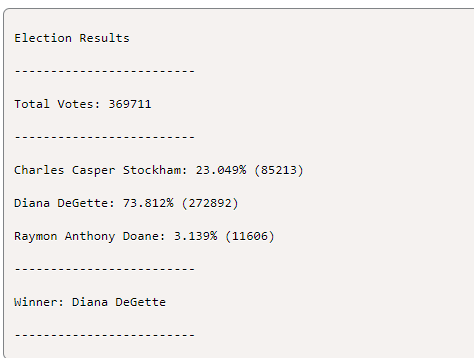 Election Results
-------------------------
Total Votes: 369711
-------------------------
Charles Casper Stockham: 23.049% (85213)
Diana DeGette: 73.812% (272892)
Raymon Anthony Doane: 3.139% (11606)
-------------------------
Winner: Diana DeGette
-------------------------